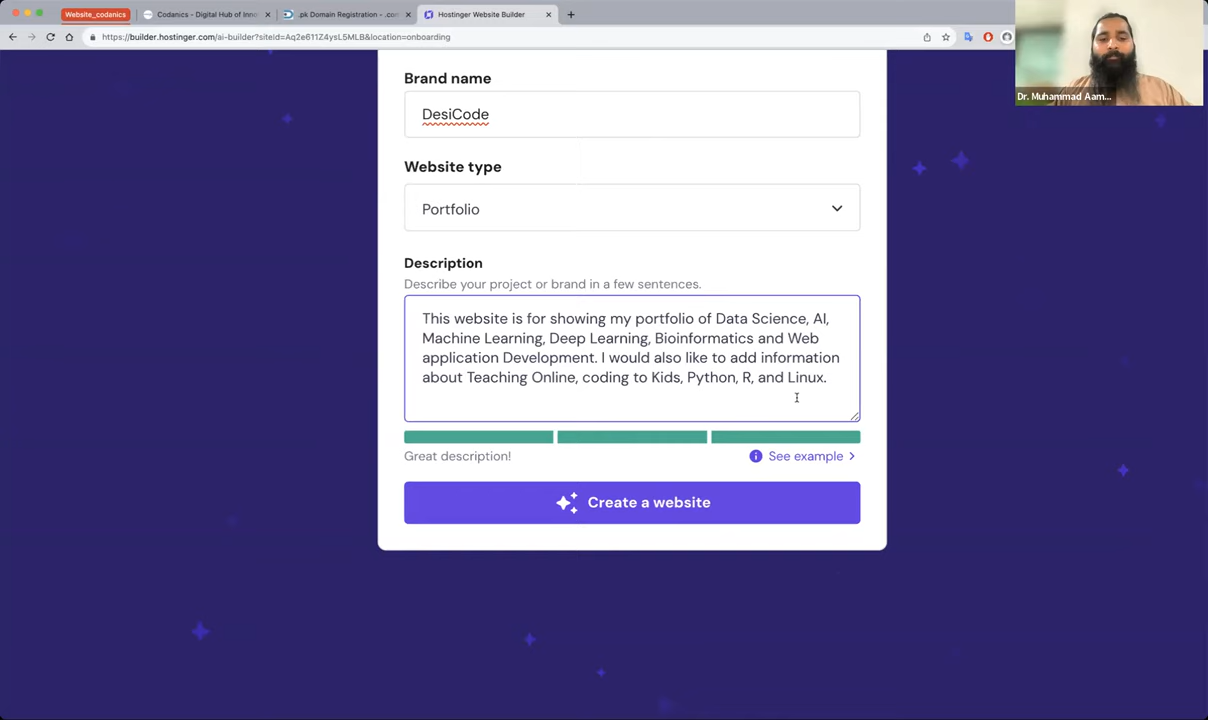 Website_codanics
Codanics - Digital Hub of Inno
.pk Domain Registration - .con
Hostinger Website Builder
https://builder.hostinger.com/ai-builder?siteId=Aq2e611Z4ysL5MLB&location=onboarding
Dr. Muhammad Aam...
Brand name
DesiCode
Website type
Portfolio
Description
Describe your project or brand in a few sentences.
This website is for showing my portfolio of Data Science, AI,
Machine Learning, Deep Learning, Bioinformatics and Web
application Development. I would also like to add information
about Teaching Online, coding to Kids, Python, R, and Linux.
Great description!
See example
Create a website